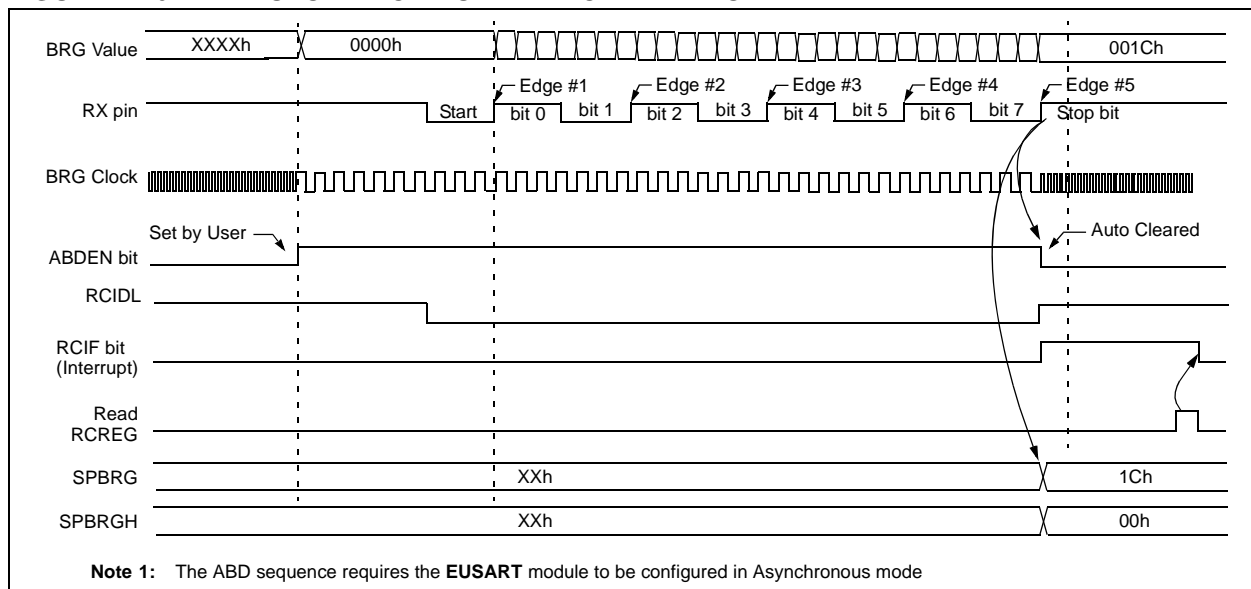 BRG Value XXXXh 0000h 001Ch
Edge #1 Edge #2 Edge #3 Edge #4 Edge #5
RX pin Start bit 0 bit 1 bit 2 bit 3 bit 4 bit 5 bit 6 bit 7 Stop bit
BRG Clock
Set by User Auto Cleared
ABDEN bit
RCIDL
RCIF bit
(Interrupt)
Read
RCREG
SPBRG XXh 1Ch
SPBRGH XXh 00h
Note 1: The ABD sequence requires the EUSART module to be configured in Asynchronous mode